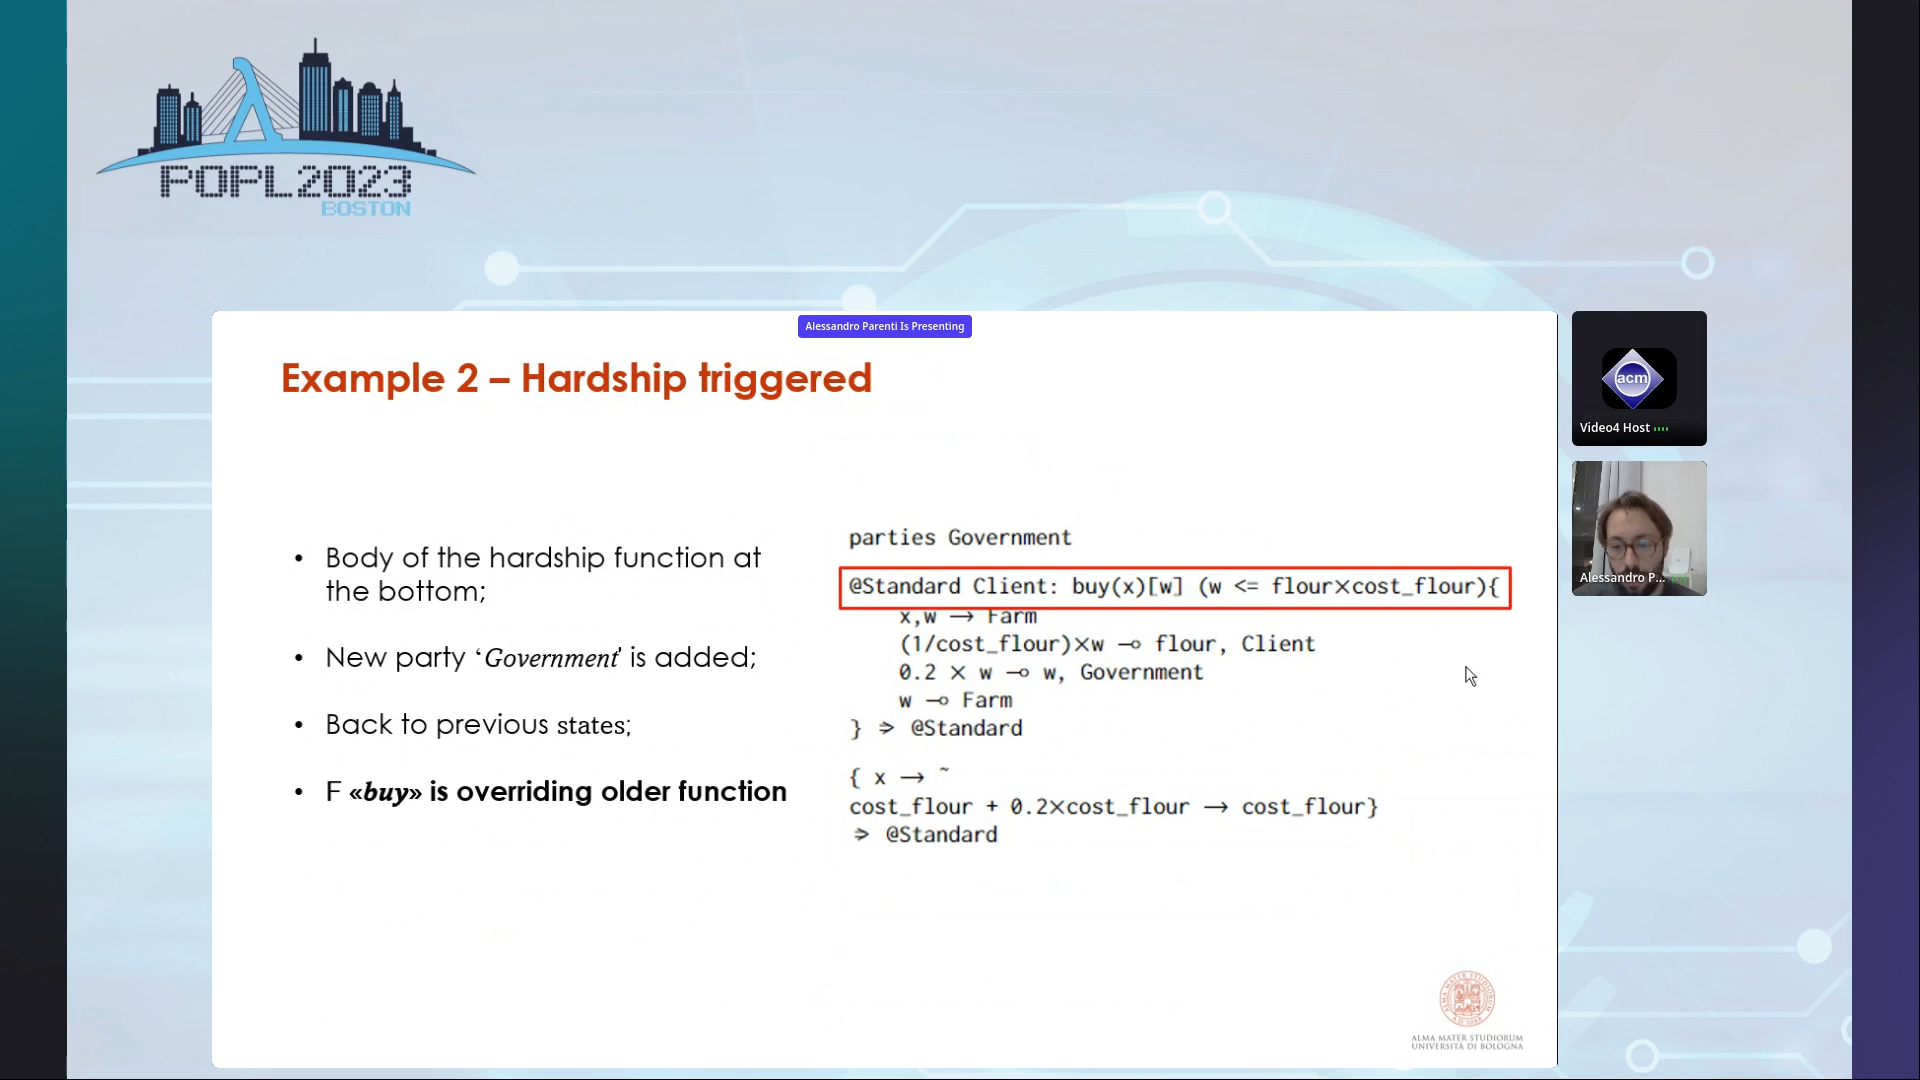 POPL2023
BOSTON
Alessandro Parenti Is Presenting
Example 2 – Hardship triggered
• Body of the hardship function at
the bottom;
• New party ‘Government’ is added;
• Back to previous states;
• F «buy» is overriding older function
parties Government
@Standard Client: buy(x)[w] (w <= flour×cost_flour){
x,w → Farm
(1/cost_flour)×w ⊸ flour, Client
0.2 × w ⊸ w, Government
w ⊸ Farm
} ⪢ @Standard
{ x → ~
cost_flour + 0.2×cost_flour → cost_flour}
⪢ @Standard
acm
Video4 Host
Alessandro P...
ALMA MATER STUDIORUM
UNIVERSITÀ DI BOLOGNA